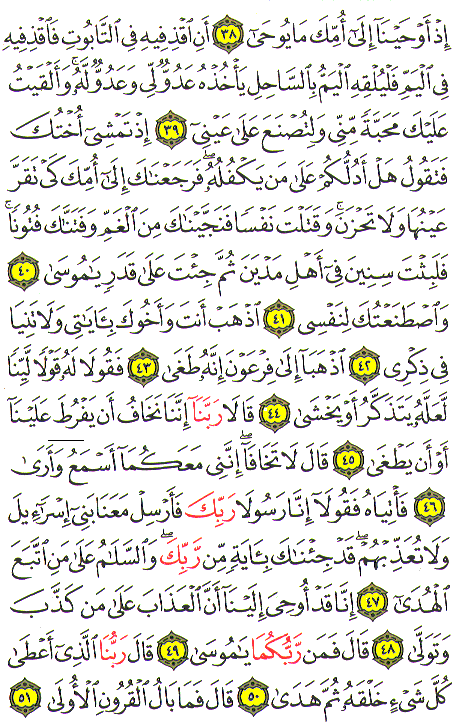 إِذْ أَوْحَيْنَآ إِلَىٰٓ أُمِّكَ مَا يُوحَىٰٓ ٣٨ أَنِ ٱقْذِفِيهِ فِى ٱلتَّابُوتِ فَٱقْذِفِيهِ
فِى ٱلْيَمِّ فَلْيُلْقِهِ ٱلْيَمُّ بِٱلسَّاحِلِ يَأْخُذْهُ عَدُوٌّ لِّى وَعَدُوٌّ لَّهُۥ ۚ وَأَلْقَيْتُ
عَلَيْكَ مَحَبَّةً مِّنِّى وَلِتُصْنَعَ عَلَىٰ عَيْنِىٓ ٣٩ إِذْ تَمْشِىٓ أُخْتُكَ
فَتَقُولُ هَلْ أَدُلُّكُمْ عَلَىٰ مَن يَكْفُلُهُۥ ۖ فَرَجَعْنَٰكَ إِلَىٰٓ أُمِّكَ كَىْ تَقَرَّ
عَيْنُهَا وَلَا تَحْزَنَ ۚ وَقَتَلْتَ نَفْسًا فَنَجَّيْنَٰكَ مِنَ ٱلْغَمِّ وَفَتَنَّٰكَ فُتُونًا ۚ
فَلَبِثْتَ سِنِينَ فِىٓ أَهْلِ مَدْيَنَ ثُمَّ جِئْتَ عَلَىٰ قَدَرٍ يَٰمُوسَىٰ ٤٠
وَٱصْطَنَعْتُكَ لِنَفْسِى ٤١ ٱذْهَبْ أَنتَ وَأَخُوكَ بِـَٔايَٰتِى وَلَا تَنِيَا
فِى ذِكْرِى ٤٢ ٱذْهَبَآ إِلَىٰ فِرْعَوْنَ إِنَّهُۥ طَغَىٰ ٤٣ فَقُولَا لَهُۥ قَوْلًا لَّيِّنًا
لَّعَلَّهُۥ يَتَذَكَّرُ أَوْ يَخْشَىٰ ٤٤ قَالَا رَبَّنَآ إِنَّنَا نَخَافُ أَن يَفْرُطَ عَلَيْنَآ
أَوْ أَن يَطْغَىٰ ٤٥ قَالَ لَا تَخَافَآ ۖ إِنَّنِى مَعَكُمَآ أَسْمَعُ وَأَرَىٰ
٤٦ فَأْتِيَاهُ فَقُولَآ إِنَّا رَسُولَا رَبِّكَ فَأَرْسِلْ مَعَنَا بَنِىٓ إِسْرَٰٓءِيلَ
وَلَا تُعَذِّبْهُمْ ۖ قَدْ جِئْنَٰكَ بِـَٔايَةٍ مِّن رَّبِّكَ ۖ وَٱلسَّلَٰمُ عَلَىٰ مَنِ ٱتَّبَعَ
ٱلْهُدَىٰٓ ٤٧ إِنَّا قَدْ أُوحِىَ إِلَيْنَآ أَنَّ ٱلْعَذَابَ عَلَىٰ مَن كَذَّبَ
وَتَوَلَّىٰ ٤٨ قَالَ فَمَن رَّبُّكُمَا يَٰمُوسَىٰ ٤٩ قَالَ رَبُّنَا ٱلَّذِىٓ أَعْطَىٰ
كُلَّ شَىْءٍ خَلْقَهُۥ ثُمَّ هَدَىٰ ٥٠ قَالَ فَمَا بَالُ ٱلْقُرُونِ ٱلْأُولَىٰ ٥١